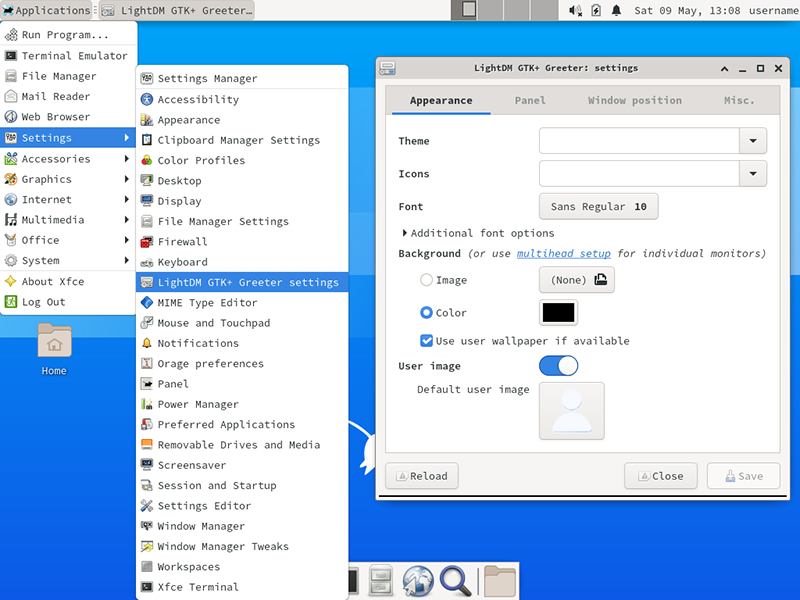 Applications
LightDM GTK+ Greeter...
Sat 09 May, 13:08 username
Run Program...
Terminal Emulator
File Manager
Mail Reader
Web Browser
Settings
Accessories
Graphics
Internet
Multimedia
Office
System
About Xfce
Log Out
Home
Settings Manager
Accessibility
Appearance
Clipboard Manager Settings
Color Profiles
Desktop
Display
File Manager Settings
Firewall
Keyboard
LightDM GTK+ Greeter settings
MIME Type Editor
Mouse and Touchpad
Notifications
Orage preferences
Panel
Power Manager
Preferred Applications
Removable Drives and Media
Screensaver
Session and Startup
Settings Editor
Window Manager
Window Manager Tweaks
Workspaces
Xfce Terminal
LightDM GTK+ Greeter: settings
Appearance Panel Window position Misc.
Theme
Icons
Font Sans Regular 10
Additional font options
Background (or use multihead setup for individual monitors)
Image (None)
Color
Use user wallpaper if available
User image
Default user image
Reload Close Save